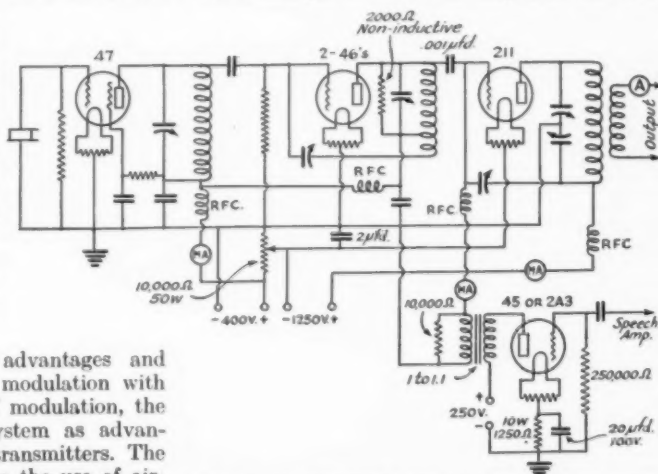 47
2-46's
2000Ω
Non-inductive
.001µfd.
211
A
Output
RFC.
RFC
RFC
RFC
MA
MA
MA
2µfd.
10,000Ω
50W
-400V.+
-1250V.+
10,000Ω
1 to 1.1
45 OR 2A3
Speech
Amp.
250,000Ω
+
250V.
-
10W
1250Ω
20µfd.
100V.
advantages and
modulation with
modulation, the
ystem as advan-
transmitters. The
the use of air-